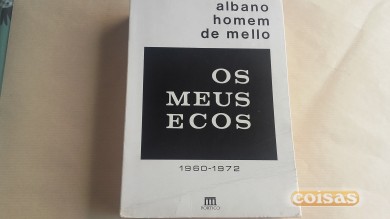 albano
homem
de mello
OS
MEUS
ECOS
1960-1972
coisas